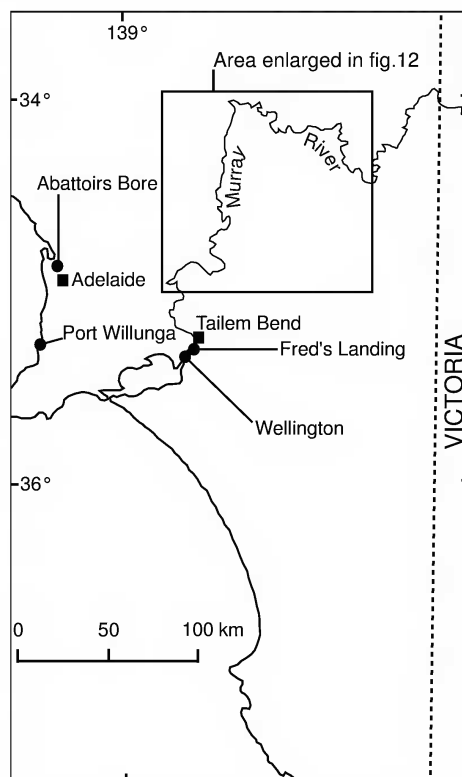 139°
Area enlarged in fig.12
34°
Murray
River
Abattoirs Bore
Adelaide
Tailem Bend
Port Willunga
Fred's Landing
VICTORIA
Wellington
36°
0 50 100 km